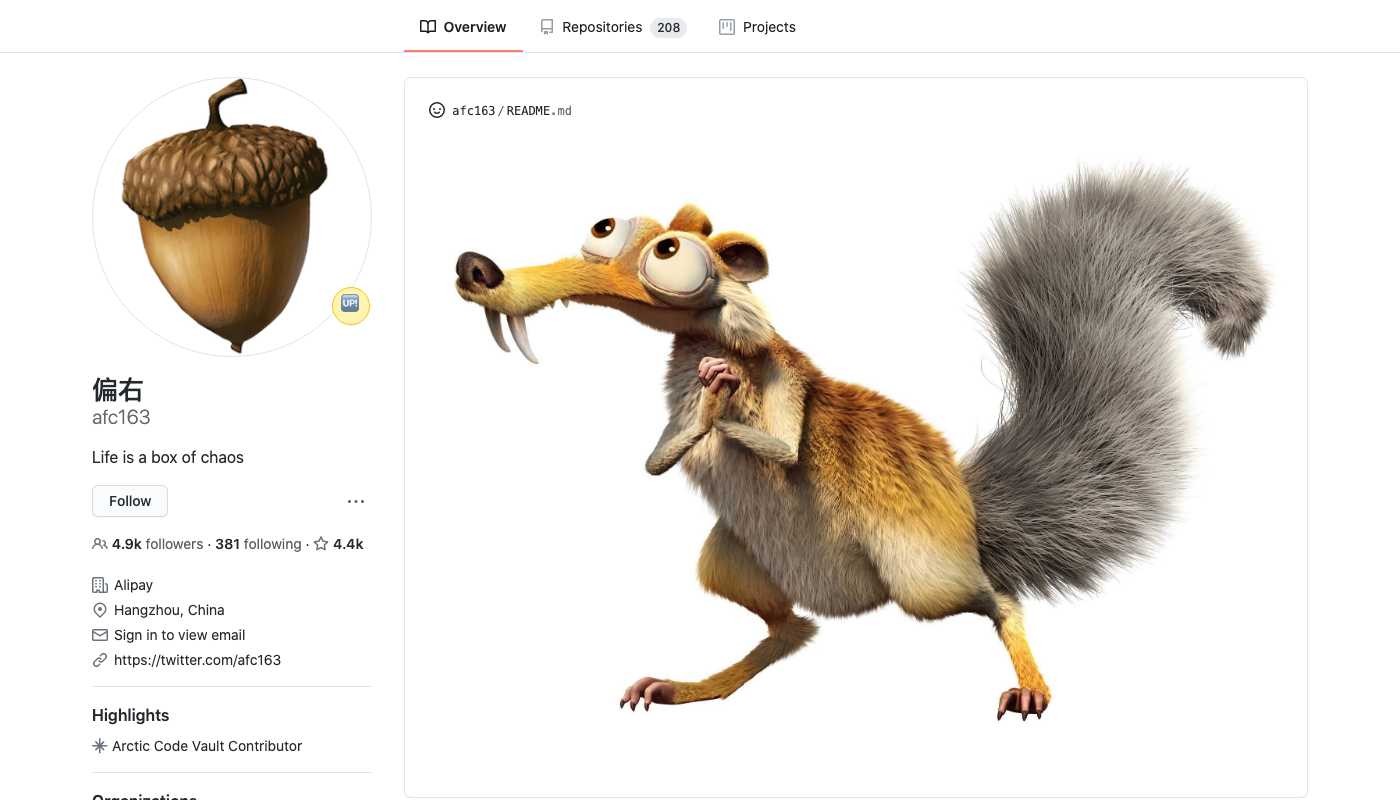 Overview
Repositories 208
Projects
afc163/README.md
UP!
偏右
afc163
Life is a box of chaos
Follow
4.9k followers · 381 following · 4.4k
Alipay
Hangzhou, China
Sign in to view email
https://twitter.com/afc163
Highlights
Arctic Code Vault Contributor
Organizations